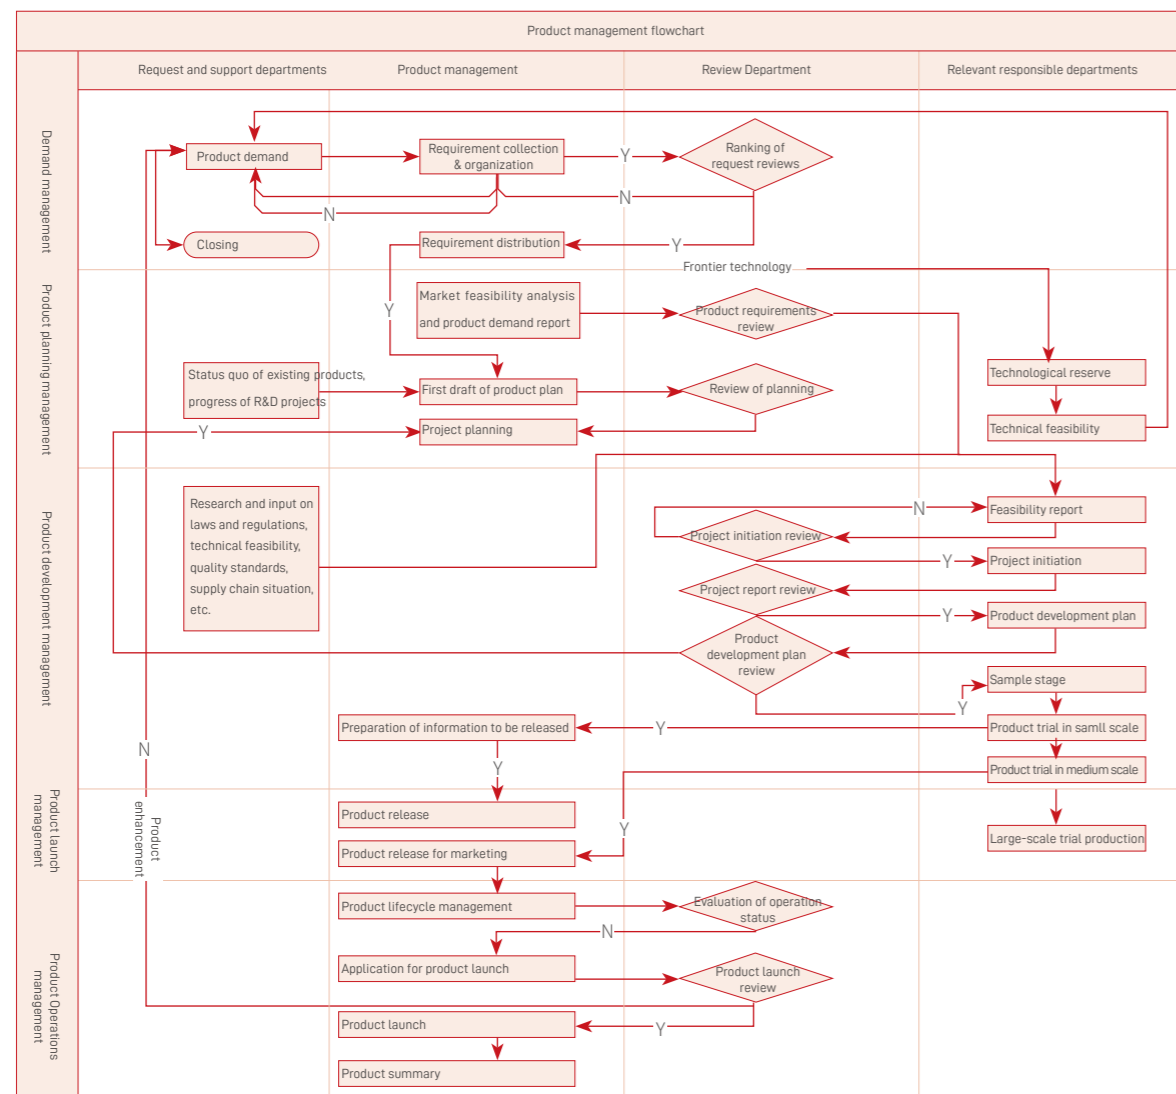 Product management flowchart
Request and support departments
Product management
Review Department
Relevant responsible departments
Demand management
Product demand
Requirement collection
& organization
Y
Ranking of
request reviews
N
N
Closing
Requirement distribution
Y
Product planning management
Frontier technology
Market feasibility analysis
and product demand report
Y
Product requirements
review
Status quo of existing products,
progress of R&D projects
First draft of product plan
Review of planning
Technological reserve
Y
Project planning
Technical feasibility
Product development management
Research and input on
laws and regulations,
technical feasibility,
quality standards,
supply chain situation,
etc.
N
Feasibility report
Project initiation review
Y
Project initiation
Project report review
Y
Product development plan
Product
development plan
review
Sample stage
Y
Preparation of information to be released
Y
Product trial in samll scale
Y
Product trial in medium scale
N
Product launch
management
Product
enhancement
Product release
Y
Large-scale trial production
Product release for marketing
Product Operations
management
Product lifecycle management
Evaluation of operation
status
N
Application for product launch
Product launch
review
Product launch
Y
Product summary